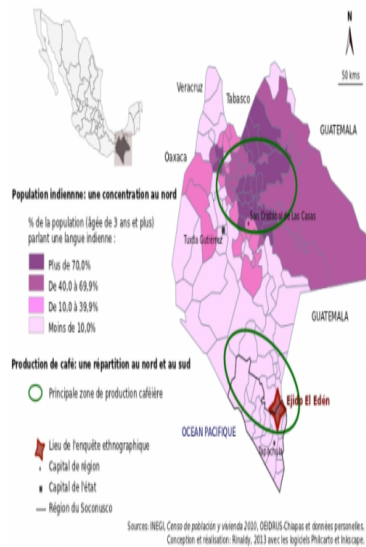 N
50 kms
Veracruz
Tabasco
GUATEMALA
Oaxaca
Population indienne: une concentration au nord
% de la population (âgée de 3 ans et plus)
parlant une langue indienne :
San Cristobal de Las Casas
Tuxtla Gutiérrez
Plus de 70,0%
De 40,0 à 69,9%
De 10,0 à 39,9%
Moins de 10,0%
GUATEMALA
Production de café: une répartition au nord et au sud
Principale zone de production caféière
Ejido El Edén
OCEAN PACIFIQUE
Tapachula
Lieu de l'enquête ethnographique
Capital de région
Capital de l'état
Région du Soconusco
Sources: INEGI, Censo de población y vivienda 2010, OEIDRUS-Chiapas et données personelles.
Conception et réalisation: Rinaldy, 2013 avec les logiciels Philcarto et Inkscape.